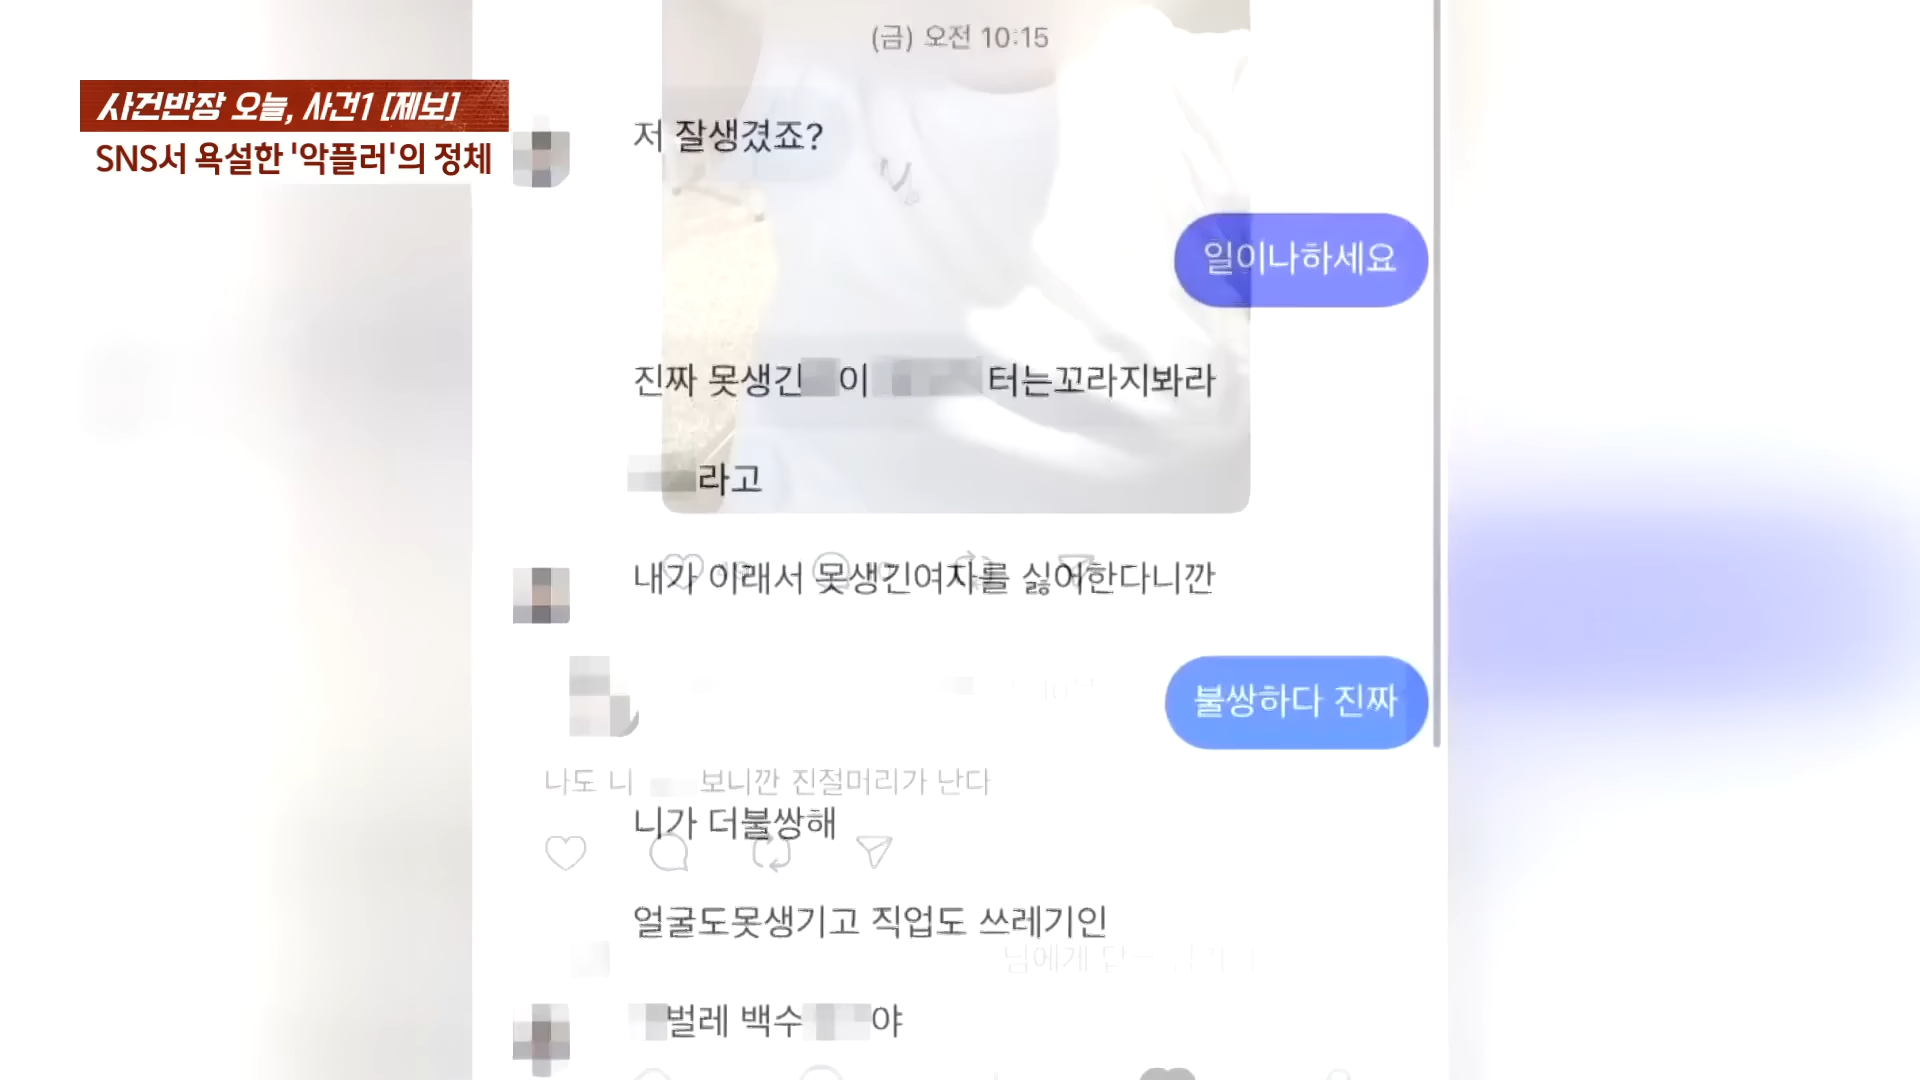 (금) 오전 10:15
사건반장 오늘, 사건1 [제보]
SNS서 욕설한 '악플러'의 정체
저 잘생겼죠?
일이나하세요
진짜 못생긴 이 터는꼬라지봐라
라고
내가 이래서 못생긴여자를 싫어한다니깐
불쌍하다 진짜
나도 니 보니깐 진절머리가 난다
니가 더불쌍해
얼굴도못생기고 직업도 쓰레기인
님에게
벌레 백수 야